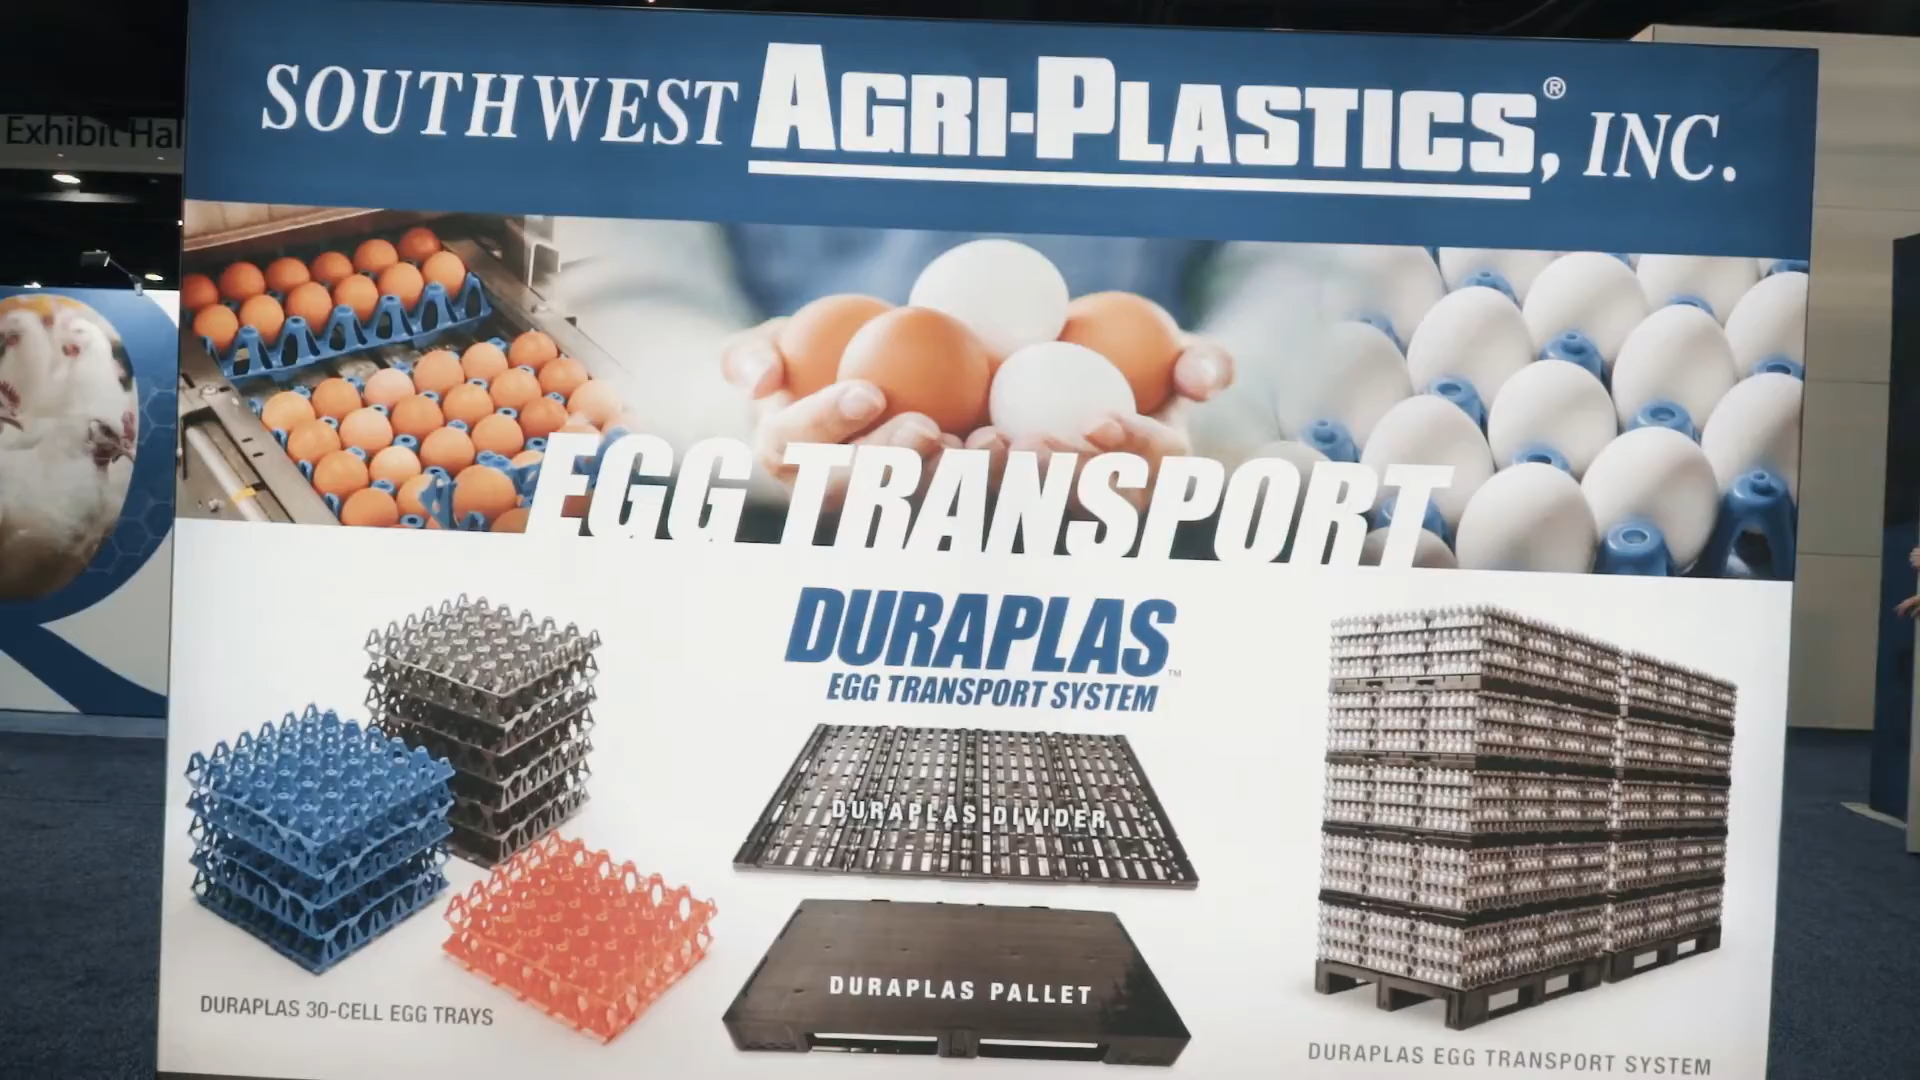 Exhibit Hal
SOUTHWEST AGRI-PLASTICS®, INC.
EGG TRANSPORT
DURAPLAS™
EGG TRANSPORT SYSTEM
DURAPLAS DIVIDER
DURAPLAS PALLET
DURAPLAS 30-CELL EGG TRAYS
DURAPLAS EGG TRANSPORT SYSTEM